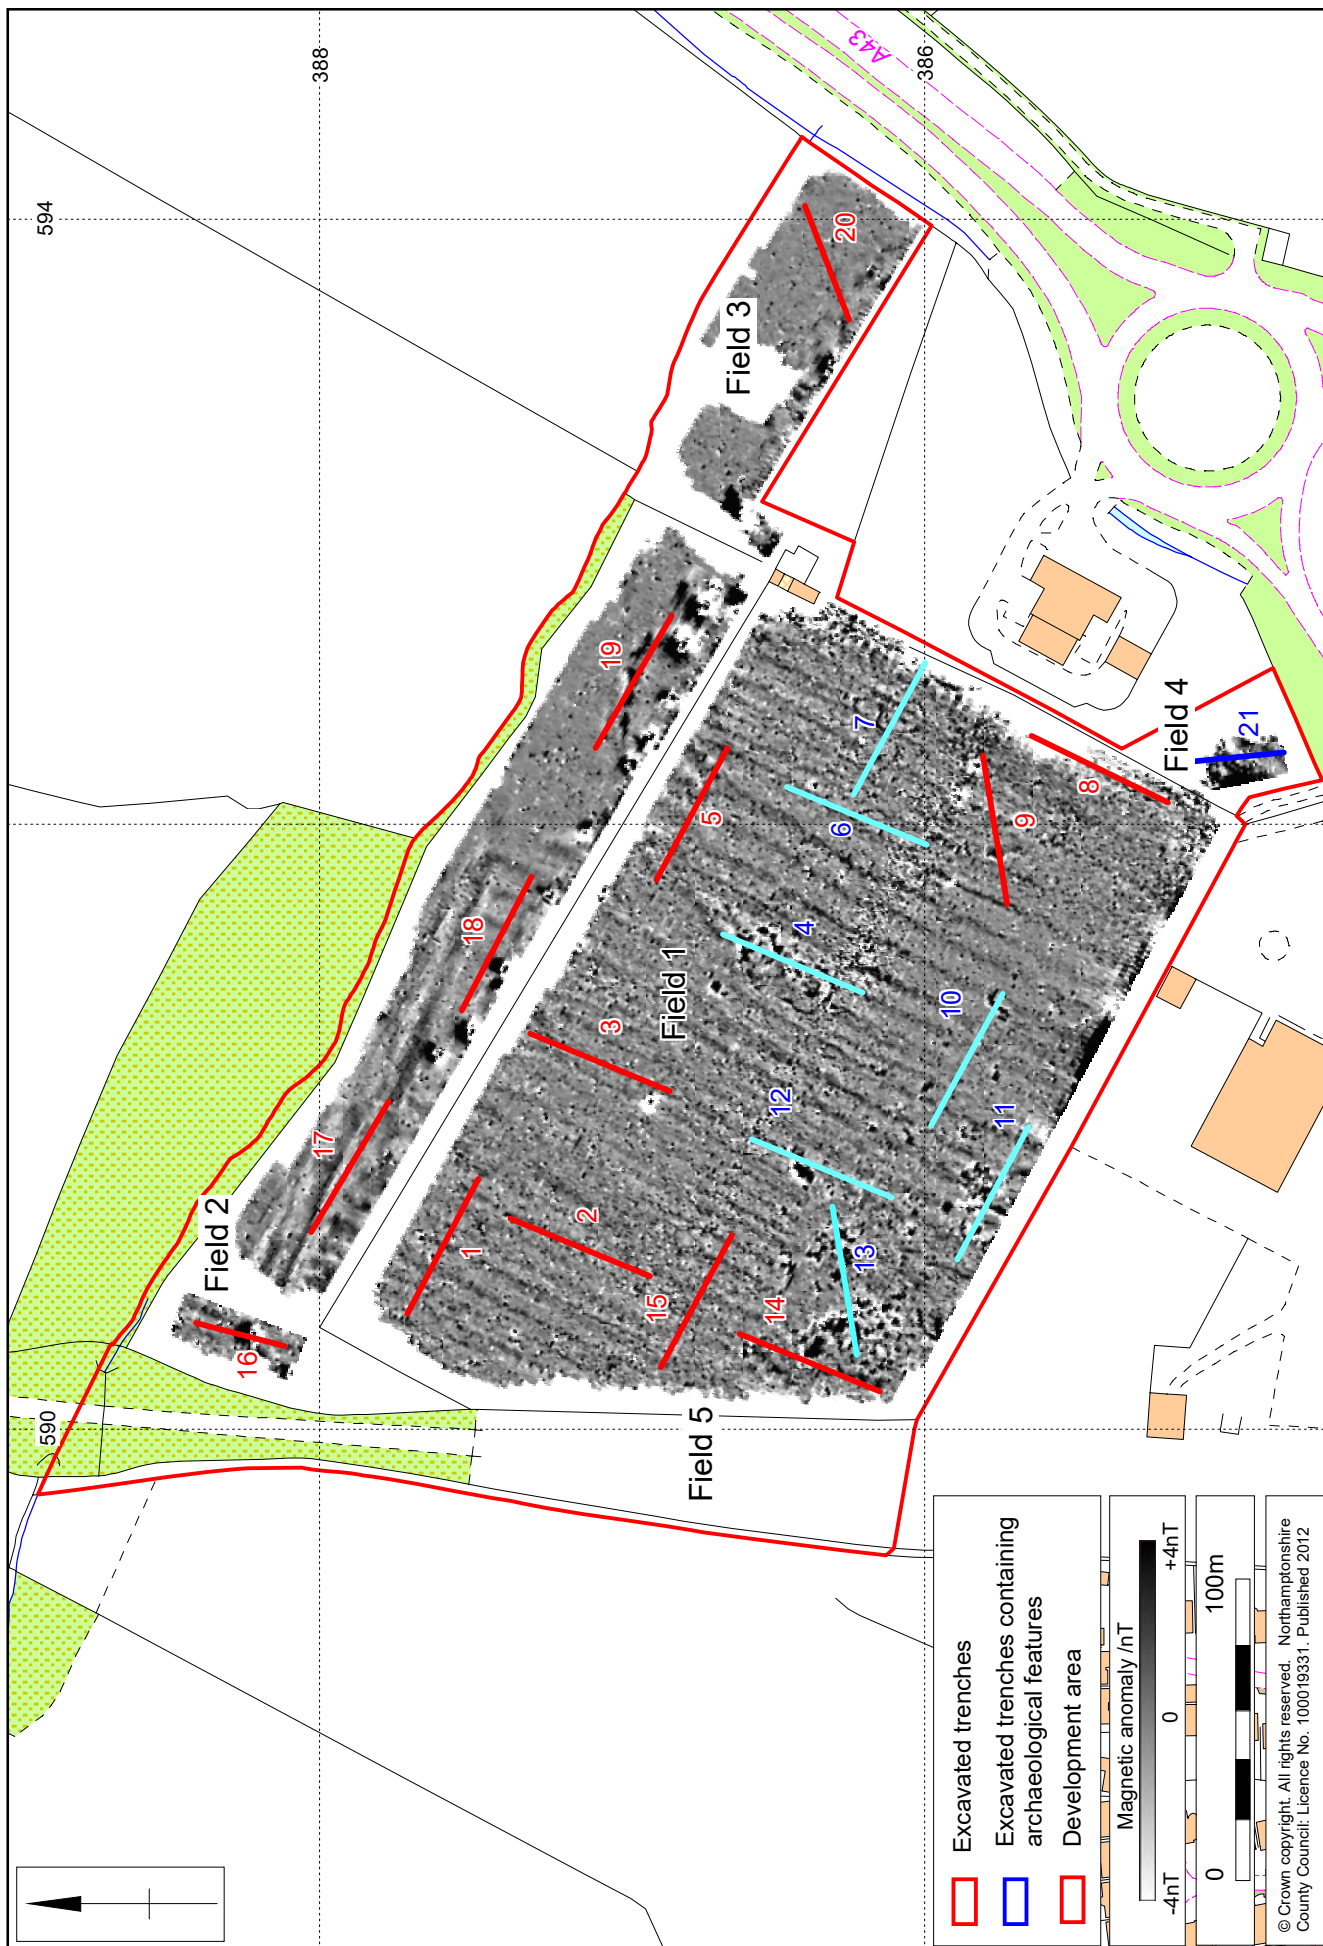 594
590
388
386
A43
Field 2
16
17
18
19
Field 3
20
1
2
3
5
15
14
Field 1
4
6
7
12
13
10
11
9
8
Field 4
21
Field 5
Excavated trenches
Excavated trenches containing
archaeological features
Development area
Magnetic anomaly /nT
-4nT
0
+4nT
0
100m
© Crown copyright. All rights reserved. Northamptonshire
County Council: Licence No. 100019331. Published 2012